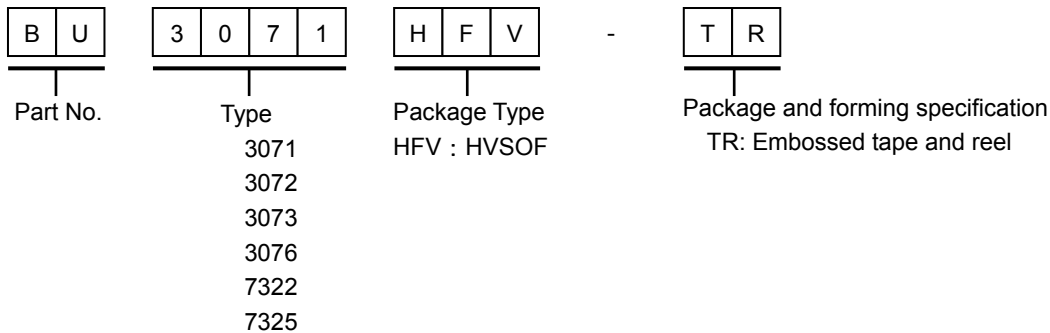 B U 3 0 7 1 H F V - T R
Part No. Type Package Type Package and forming specification
3071 HFV : HVSOF TR: Embossed tape and reel
3072
3073
3076
7322
7325